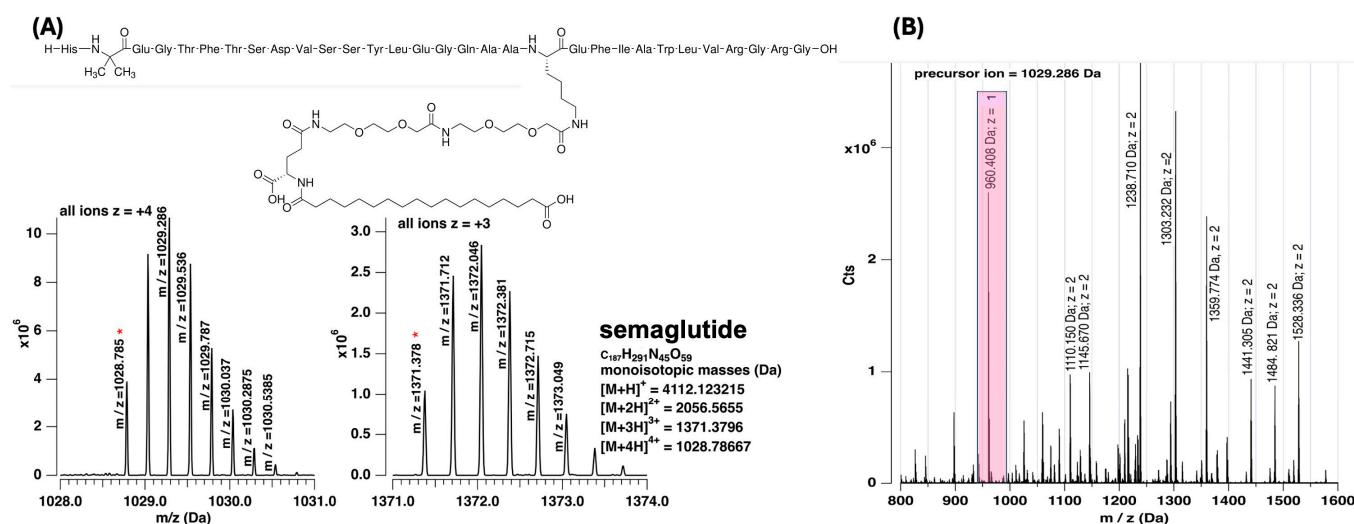 (A)
H–His–N H O Glu·Gly·Thr·Phe·Thr·Ser·Asp·Val–Ser·Ser·Tyr·Leu·Glu·Gly·Gln·Ala·Ala–N H O Glu·Phe–Ile·Ala·Trp·Leu·Val·Arg·Gly·Arg·Gly–OH
H3C CH3
O H N O O O N H O O O NH
O
O OH NH
O OH
O
all ions z = +4
x10^6
10
8
6
4
2
0
m / z =1028.785 *
m / z =1029.286
m / z =1029.536
m / z =1029.787
m / z =1030.037
m / z =1030.2875
m / z =1030.5385
1028.0 1029.0 1030.0 1031.0
m/z (Da)
all ions z = +3
x10^6
3.0
2.5
2.0
1.5
1.0
0.5
0.0
m / z =1371.378 *
m / z =1371.712
m / z =1372.046
m / z =1372.381
m / z =1372.715
m / z =1373.049
1371.0 1372.0 1373.0 1374.0
semaglutide
C187H291N45O59
monoisotopic masses (Da)
[M+H]+ = 4112.123215
[M+2H]2+ = 2056.5655
[M+3H]3+ = 1371.3796
[M+4H]4+ = 1028.78667
(B)
precursor ion = 1029.286 Da
x10^6
Cts
2
1
0
960.408 Da; z = 1
1110.150 Da; z = 2
1145.670 Da; z = 2
1238.710 Da; z = 2
1303.232 Da; z =2
1359.774 Da, z = 2
1441.305 Da; z = 2
1484. 821 Da; z = 2
1528.336 Da; z = 2
800 900 1000 1100 1200 1300 1400 1500 1600
m / z (Da)